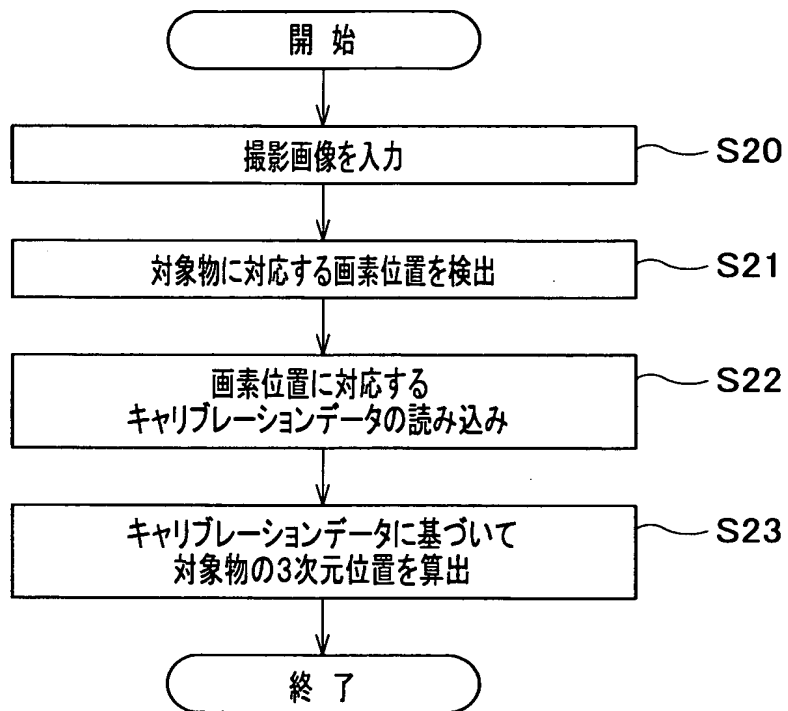 開始
撮影画像を入力
S20
対象物に対応する画素位置を検出
S21
画素位置に対応する
キャリブレーションデータの読み込み
S22
キャリブレーションデータに基づいて
対象物の3次元位置を算出
S23
終了